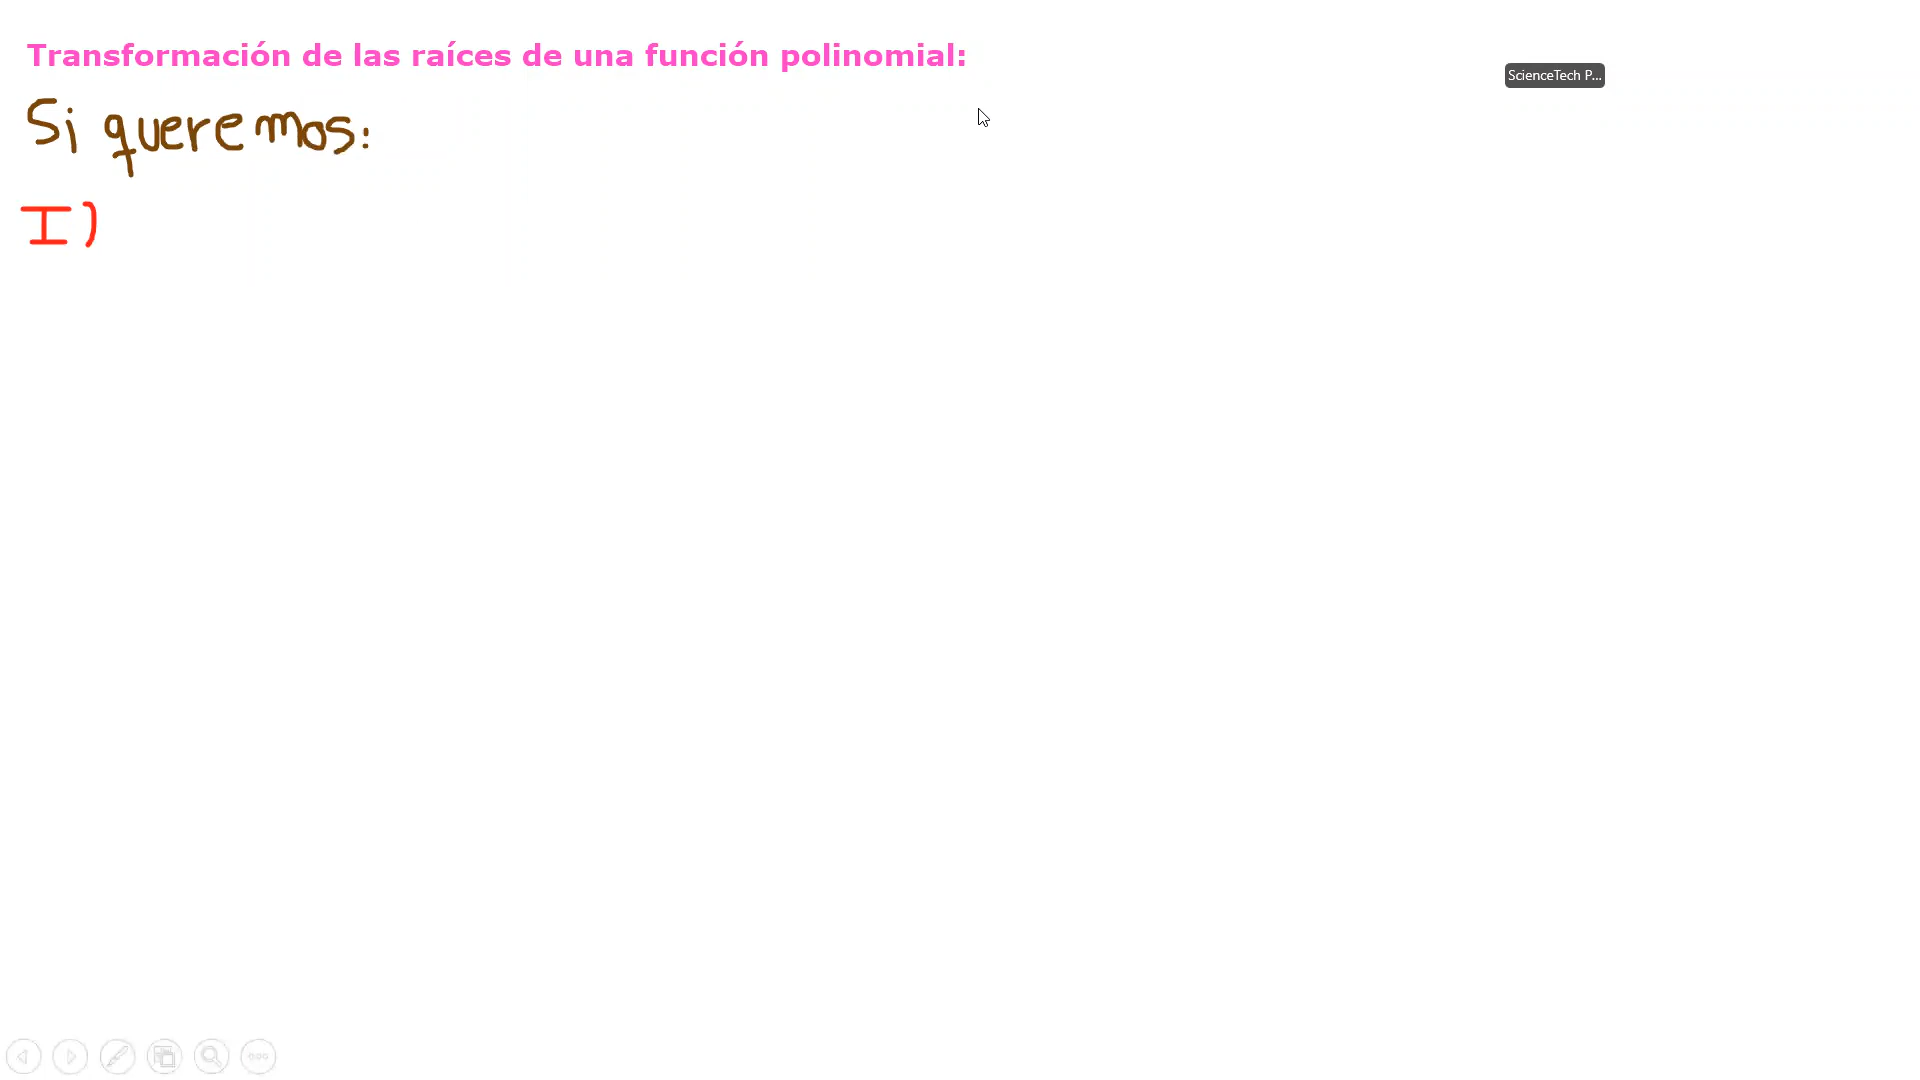 Transformación de las raíces de una función polinomial:
ScienceTech P...
Si queremos:
I)